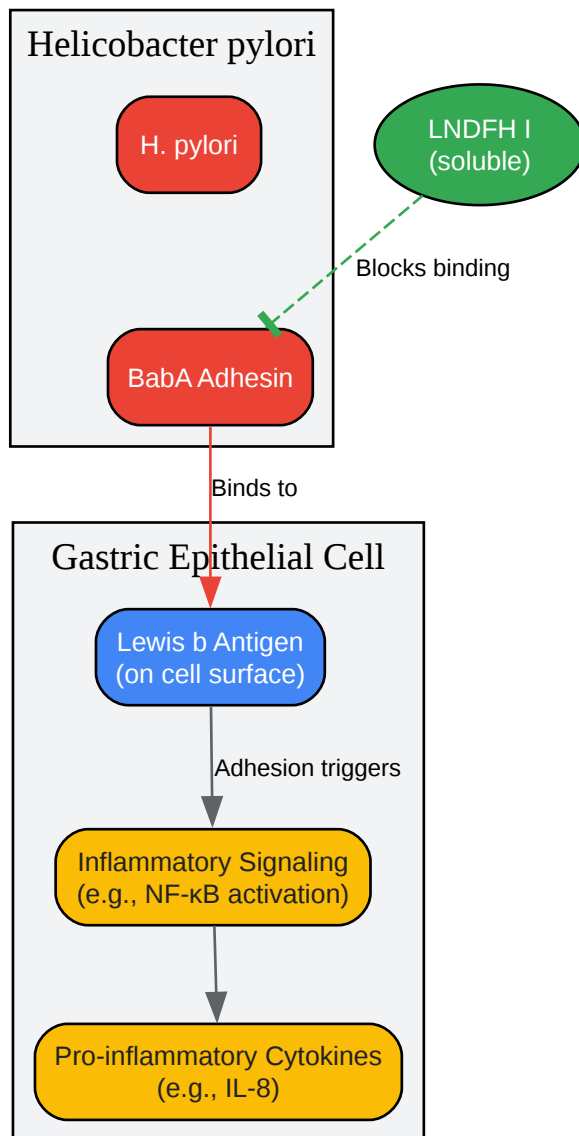 Helicobacter pylori
H. pylori
LNDFH I
(soluble)
Blocks binding
BabA Adhesin
Binds to
Gastric Epithelial Cell
Lewis b Antigen
(on cell surface)
Adhesion triggers
Inflammatory Signaling
(e.g., NF-κB activation)
Pro-inflammatory Cytokines
(e.g., IL-8)